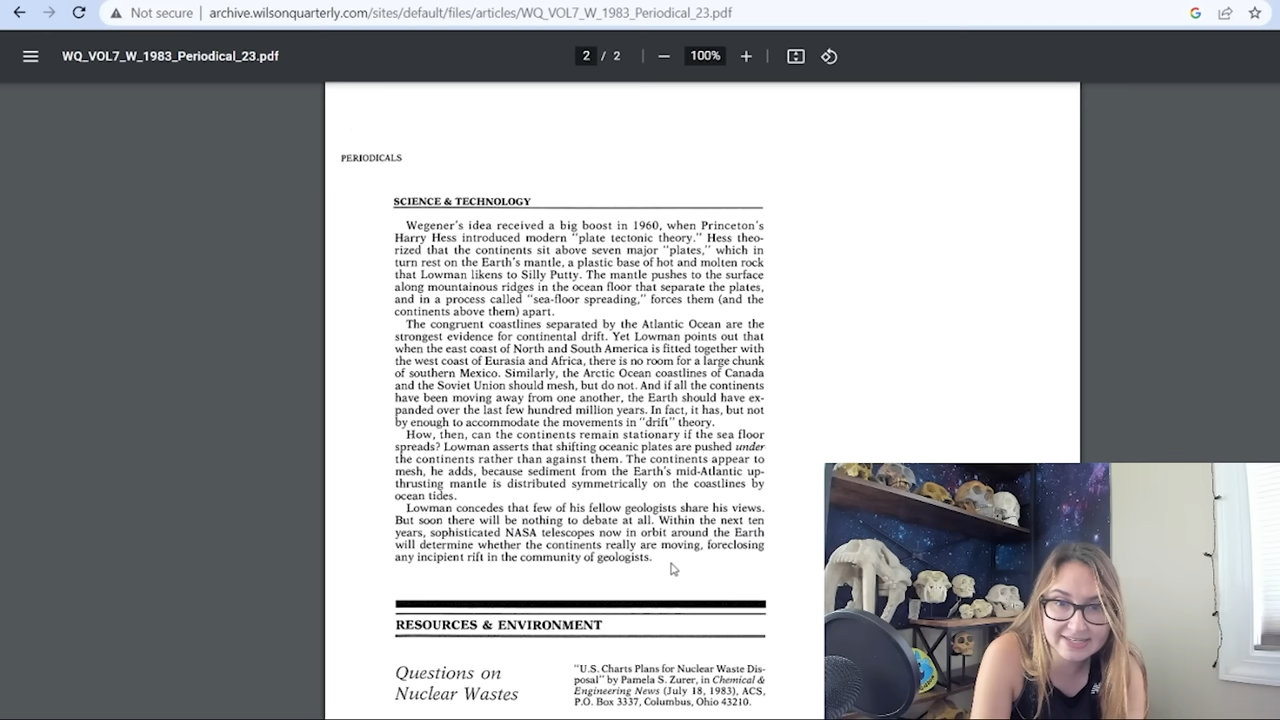 Not secure archive.wilsonquarterly.com/sites/default/files/articles/WQ_VOL7_W_1983_Periodical_23.pdf
WQ_VOL7_W_1983_Periodical_23.pdf 2 / 2 100%
PERIODICALS
SCIENCE & TECHNOLOGY
Wegener's idea received a big boost in 1960, when Princeton's
Harry Hess introduced modern "plate tectonic theory." Hess theo-
rized that the continents sit above seven major "plates," which in
turn rest on the Earth's mantle, a plastic base of hot and molten rock
that Lowman likens to Silly Putty. The mantle pushes to the surface
along mountainous ridges in the ocean floor that separate the plates,
and in a process called "sea-floor spreading," forces them (and the
continents above them) apart.
The congruent coastlines separated by the Atlantic Ocean are the
strongest evidence for continental drift. Yet Lowman points out that
when the east coast of North and South America is fitted together with
the west coast of Eurasia and Africa, there is no room for a large chunk
of southern Mexico. Similarly, the Arctic Ocean coastlines of Canada
and the Soviet Union should mesh, but do not. And if all the continents
have been moving away from one another, the Earth should have ex-
panded over the last few hundred million years. In fact, it has, but not
by enough to accommodate the movements in "drift" theory.
How, then, can the continents remain stationary if the sea floor
spreads? Lowman asserts that shifting oceanic plates are pushed under
the continents rather than against them. The continents appear to
mesh, he adds, because sediment from the Earth's mid-Atlantic up-
thrusting mantle is distributed symmetrically on the coastlines by
ocean tides.
Lowman concedes that few of his fellow geologists share his views.
But soon there will be nothing to debate at all. Within the next ten
years, sophisticated NASA telescopes now in orbit around the Earth
will determine whether the continents really are moving, foreclosing
any incipient rift in the community of geologists.
RESOURCES & ENVIRONMENT
Questions on
Nuclear Wastes
"U.S. Charts Plans for Nuclear Waste Dis-
posal" by Pamela S. Zurer, in Chemical &
Engineering News (July 18, 1983), ACS,
P.O. Box 3337, Columbus, Ohio 43210.